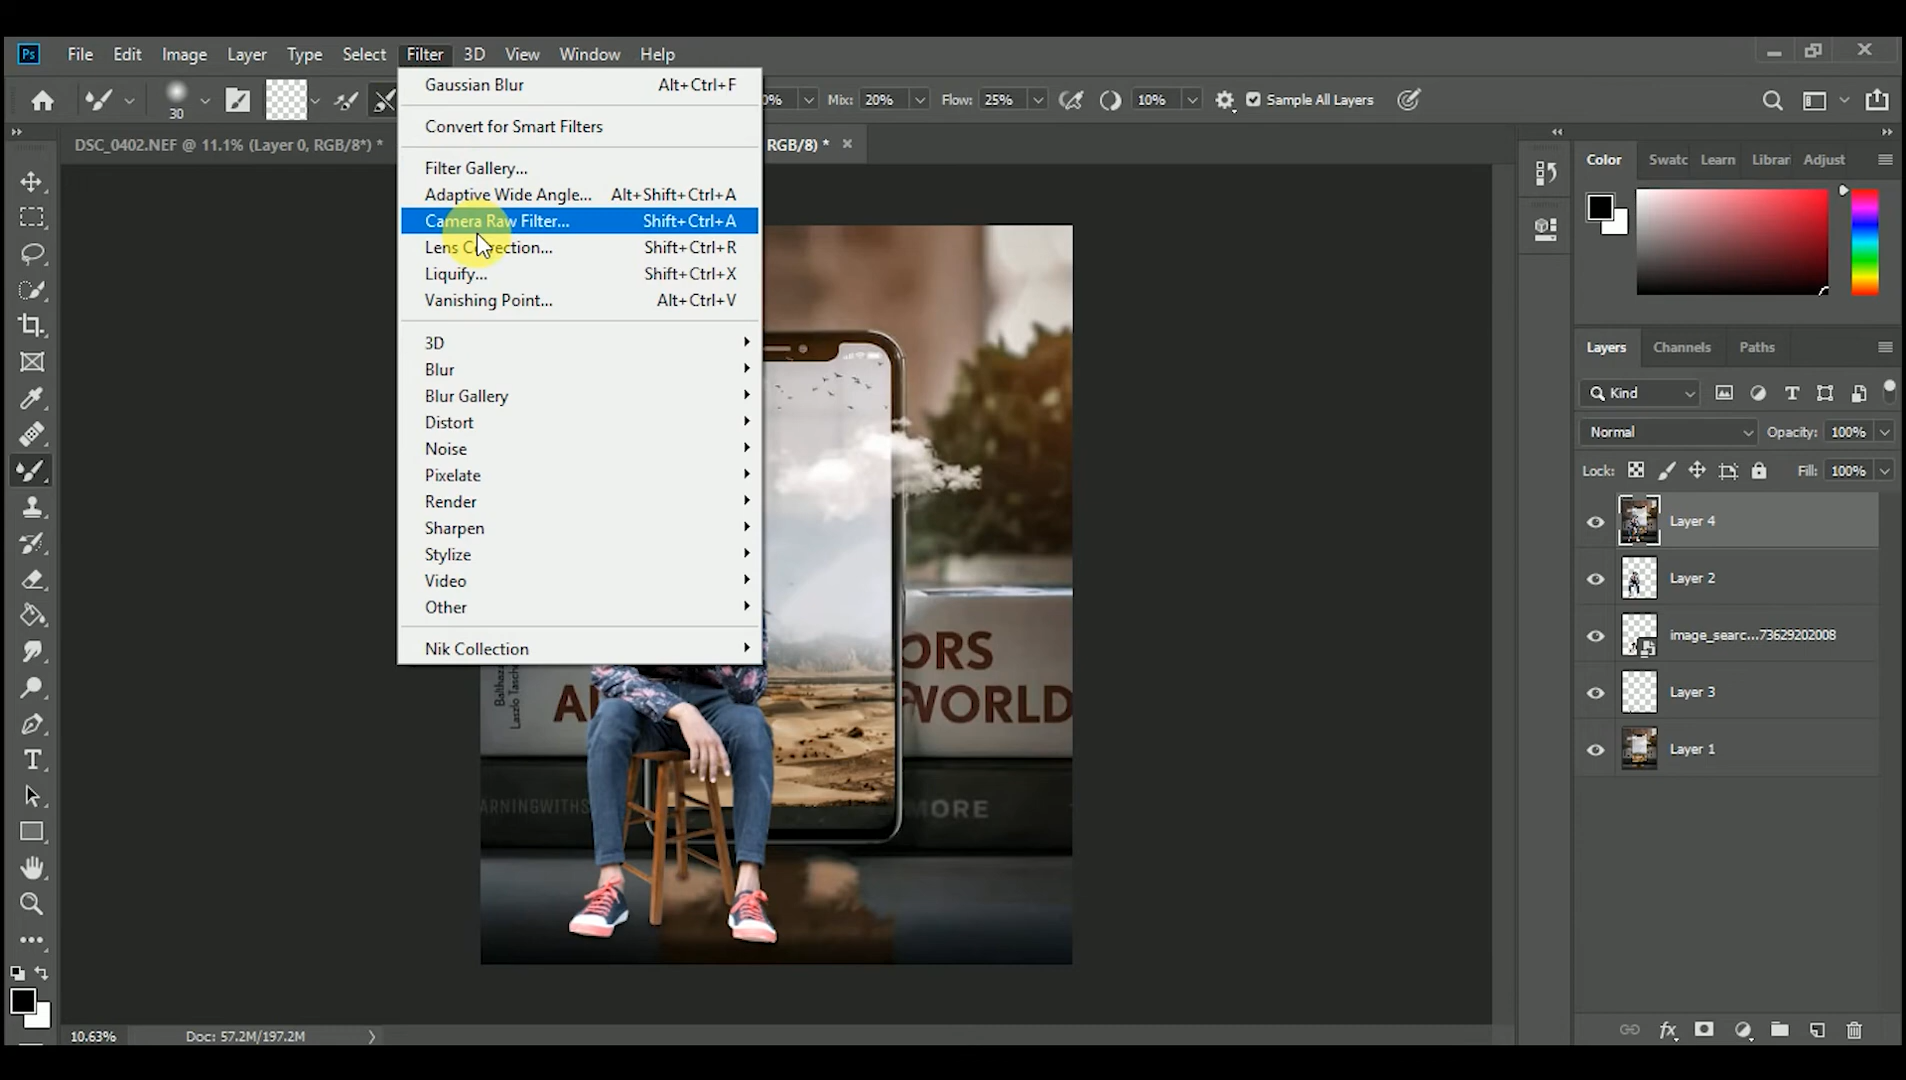 Ps File Edit Image Layer Type Select Filter 3D View Window Help
30
0% Mix: 20% Flow: 25% 10% Sample All Layers
DSC_0402.NEF @ 11.1% (Layer 0, RGB/8*) *
RGB/8) *
Gaussian Blur Alt+Ctrl+F
Convert for Smart Filters
Filter Gallery...
Adaptive Wide Angle... Alt+Shift+Ctrl+A
Camera Raw Filter... Shift+Ctrl+A
Lens Correction... Shift+Ctrl+R
Liquify... Shift+Ctrl+X
Vanishing Point... Alt+Ctrl+V
3D
Blur
Blur Gallery
Distort
Noise
Pixelate
Render
Sharpen
Stylize
Video
Other
Nik Collection
ORS
WORLD
Balthaz
Laszlo Tasch
ARNINGWITHS
MORE
Color Swatc Learn Librar Adjust
Layers Channels Paths
Kind
Normal Opacity: 100%
Lock: Fill: 100%
Layer 4
Layer 2
image_searc...73629202008
Layer 3
Layer 1
10.63% Doc: 57.2M/197.2M